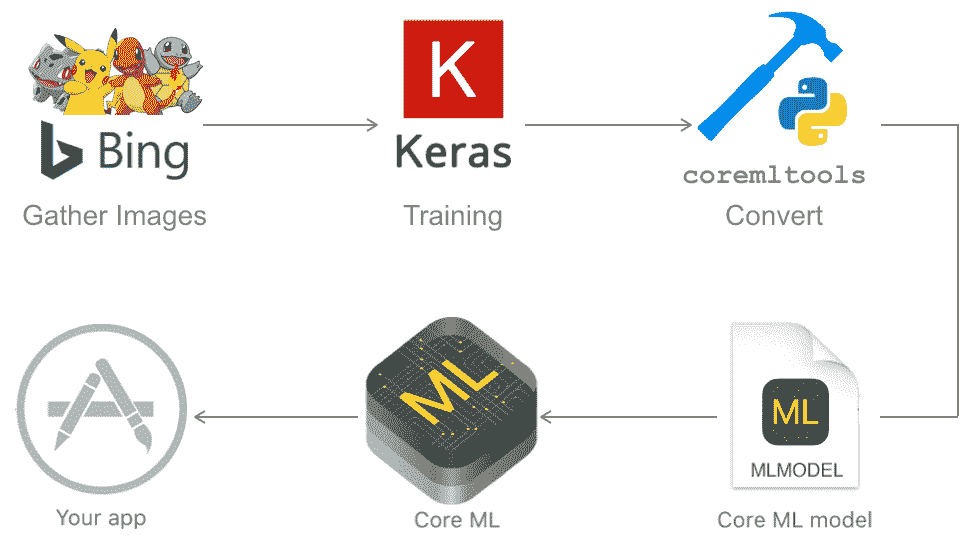 Bing
Gather Images
K
Keras
Training
coremltools
Convert
ML
MLMODEL
Core ML model
ML
Core ML
Your app